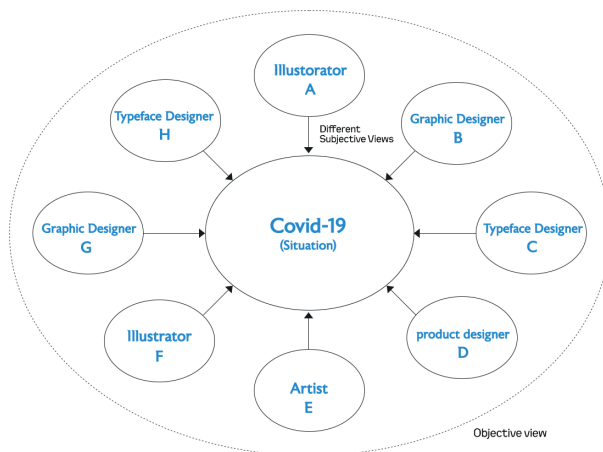 Illustorator
A
Different
Subjective Views
Typeface Designer
H
Graphic Designer
B
Covid-19
(Situation)
Graphic Designer
G
Typeface Designer
C
Illustrator
F
product designer
D
Artist
E
Objective view